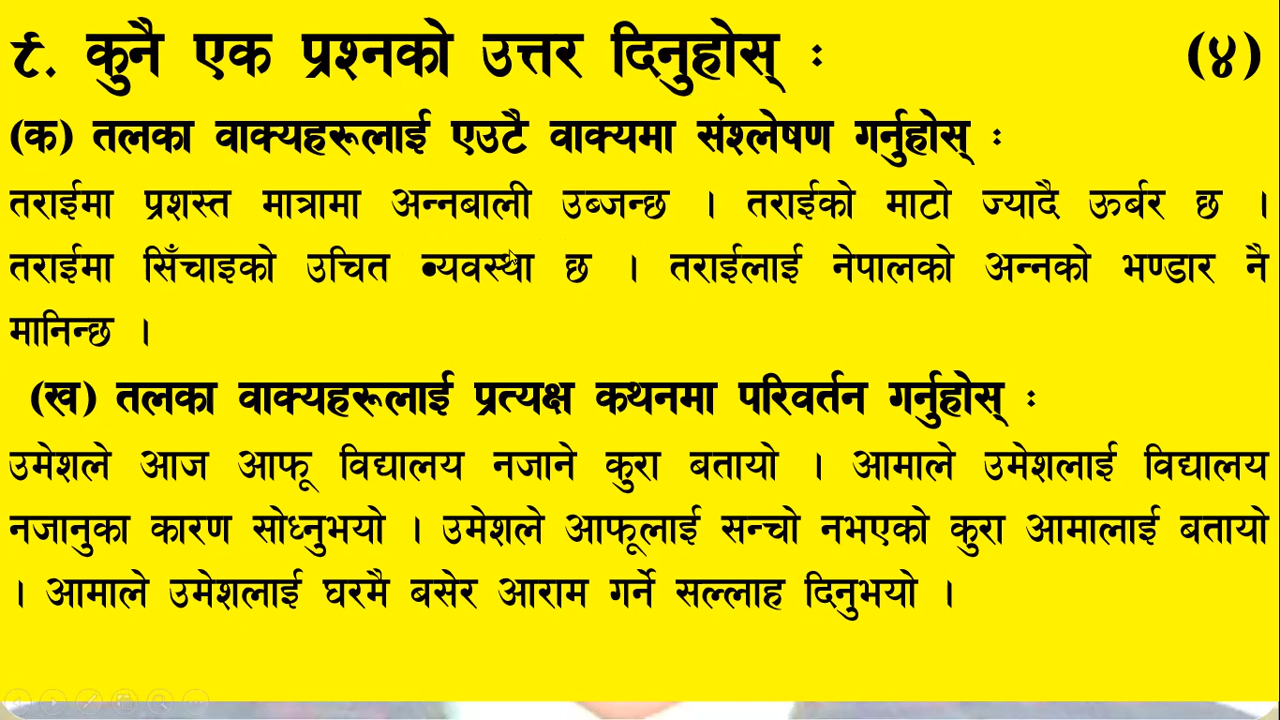 ९. कुनै एक प्रश्नको उत्तर दिनुहोस् : (४)
(क) तलका वाक्यहरूलाई एउटै वाक्यमा संश्लेषण गर्नुहोस् :
तराईमा प्रशस्त मात्रामा अन्नबाली उब्जन्छ । तराईको माटो ज्यादै ऊर्बर छ ।
तराईमा सिँचाइको उचित व्यवस्था छ । तराईलाई नेपालको अन्नको भण्डार नै
मानिन्छ ।
(ख) तलका वाक्यहरूलाई प्रत्यक्ष कथनमा परिवर्तन गर्नुहोस् :
उमेशले आज आफू विद्यालय नजाने कुरा बतायो । आमाले उमेशलाई विद्यालय
नजानुका कारण सोध्नुभयो । उमेशले आफूलाई सन्चो नभएको कुरा आमालाई बतायो
। आमाले उमेशलाई घरमै बसेर आराम गर्ने सल्लाह दिनुभयो ।